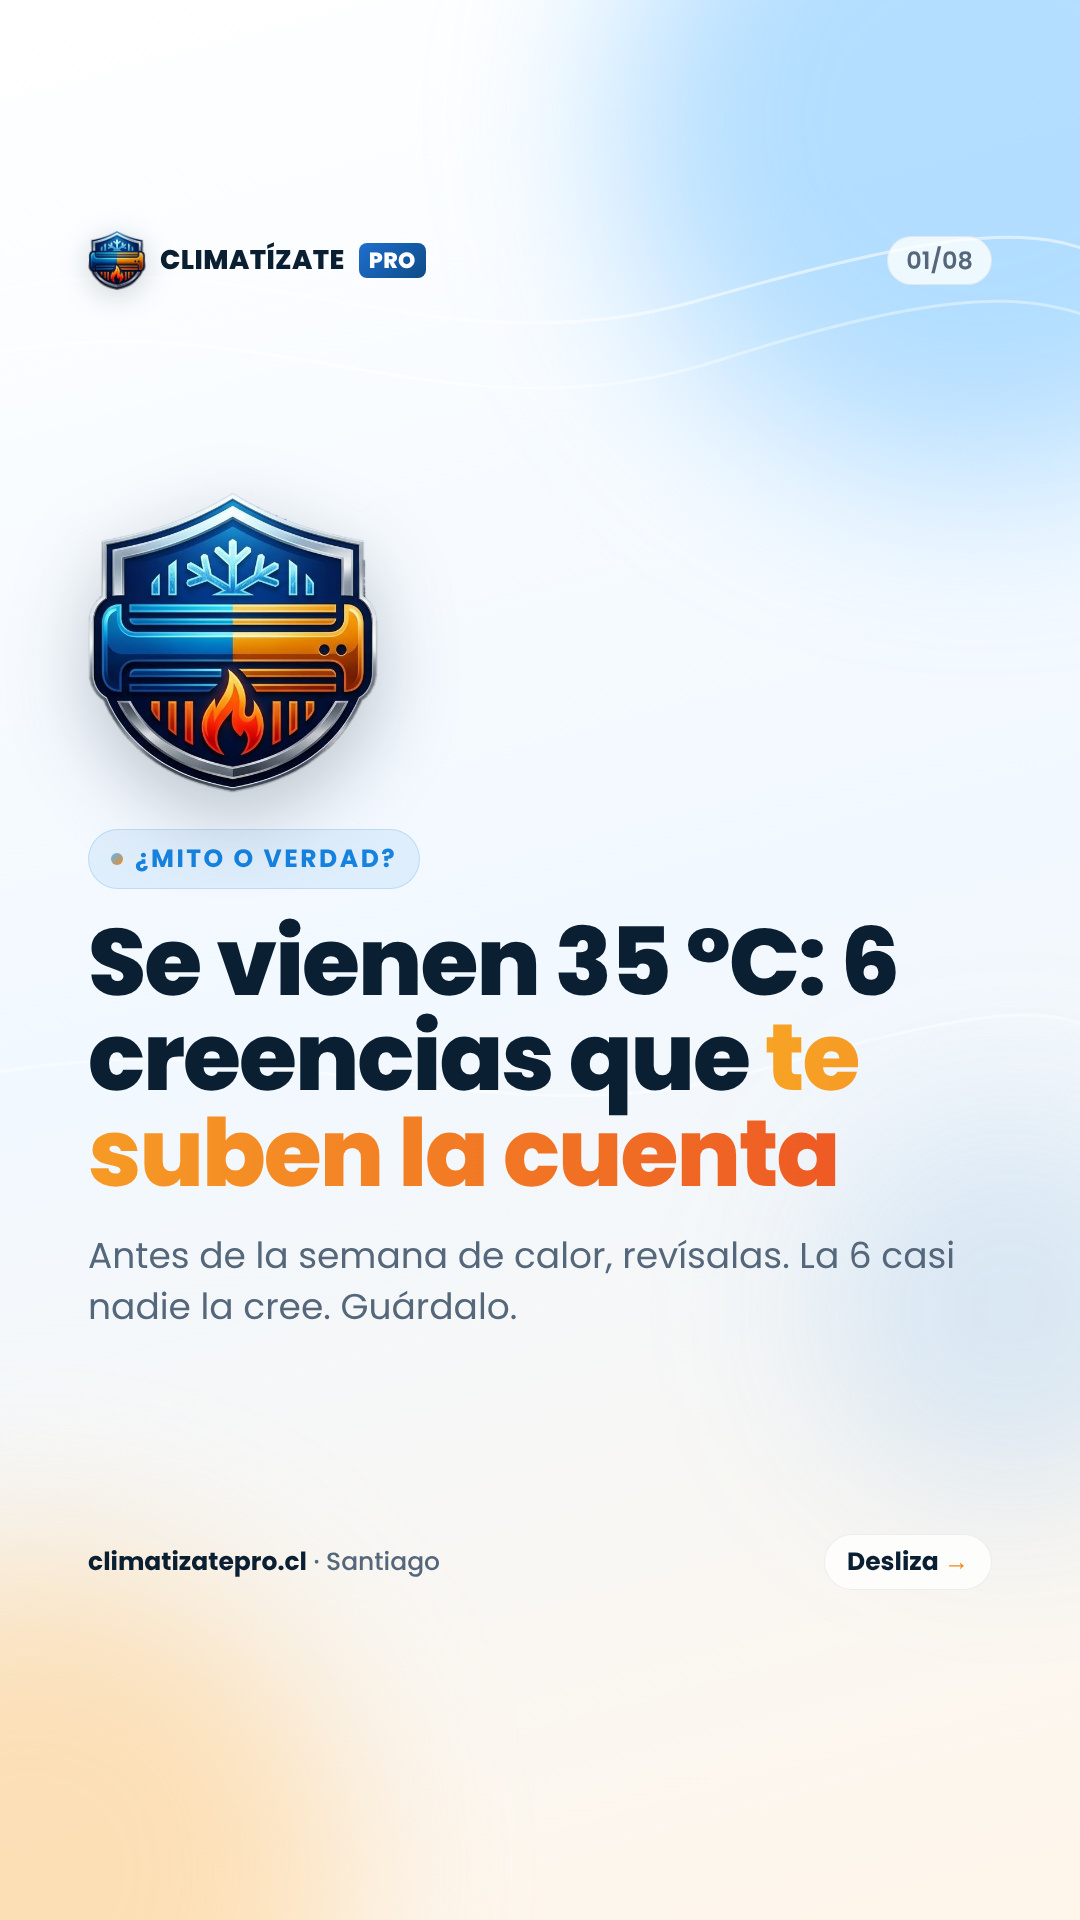 CLIMATÍZATE PRO
01/08
¿MITO O VERDAD?
Se vienen 35 °C: 6
creencias que te
suben la cuenta
Antes de la semana de calor, revísalas. La 6 casi
nadie la cree. Guárdalo.
climatizatepro.cl · Santiago
Desliza →